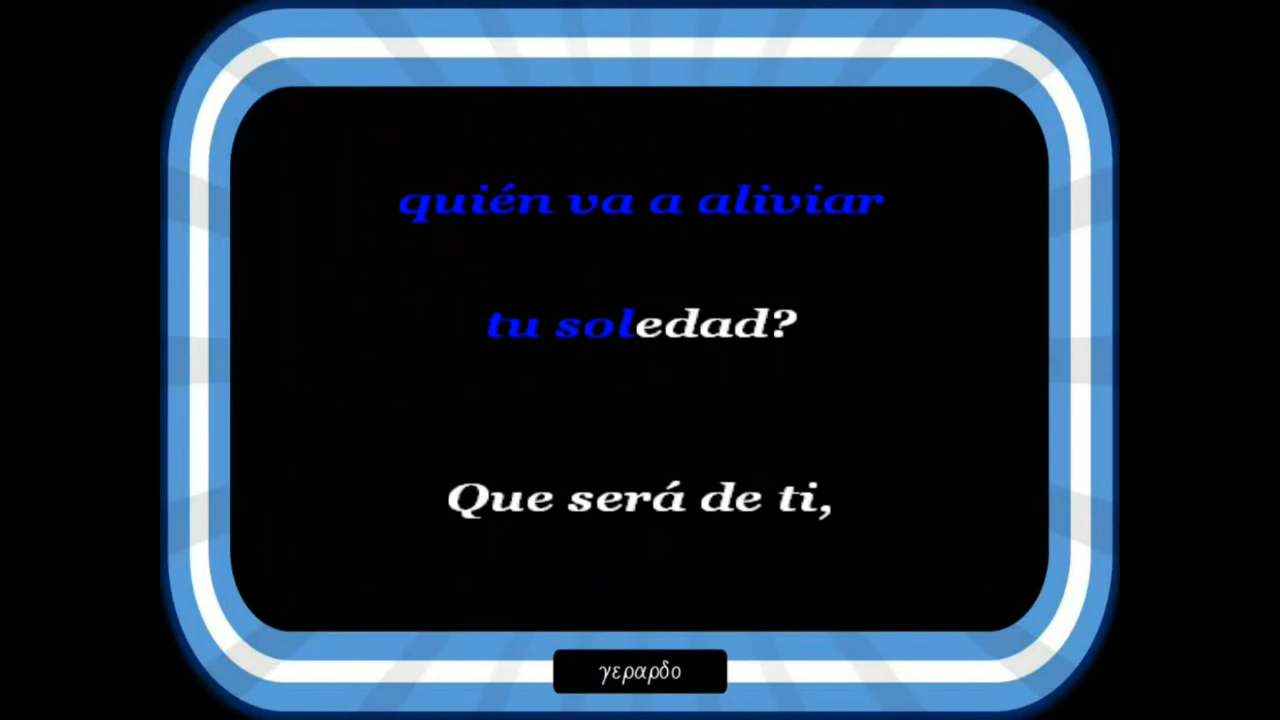 quién va a aliviar
tu soledad?
Que será de ti,
γεραρδο